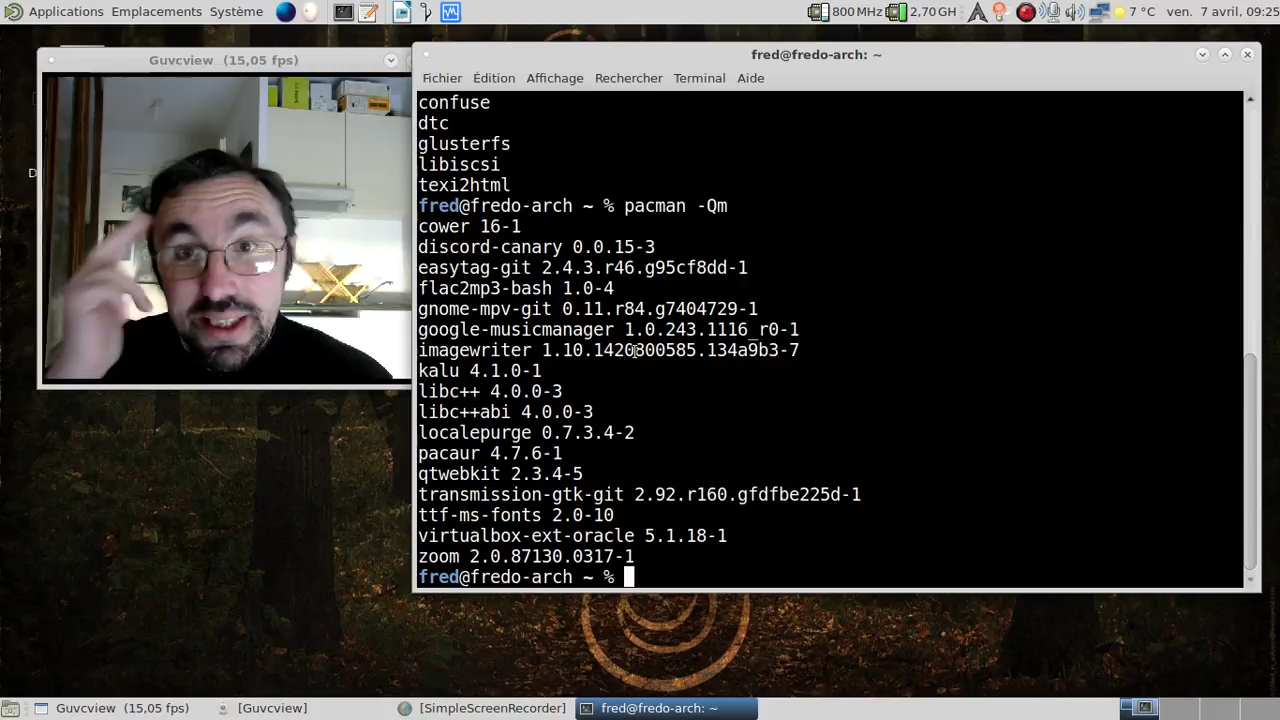 Applications Emplacements Système
800 MHz 2,70 GH 7 °C ven. 7 avril, 09:25
Guvcview (15,05 fps)
fred@fredo-arch: ~
Fichier Édition Affichage Rechercher Terminal Aide
confuse
dtc
glusterfs
libiscsi
texi2html
fred@fredo-arch ~ % pacman -Qm
cower 16-1
discord-canary 0.0.15-3
easytag-git 2.4.3.r46.g95cf8dd-1
flac2mp3-bash 1.0-4
gnome-mpv-git 0.11.r84.g7404729-1
google-musicmanager 1.0.243.1116_r0-1
imagewriter 1.10.1420800585.134a9b3-7
kalu 4.1.0-1
libc++ 4.0.0-3
libc++abi 4.0.0-3
localepurge 0.7.3.4-2
pacaur 4.7.6-1
qtwebkit 2.3.4-5
transmission-gtk-git 2.92.r160.gfdfbe225d-1
ttf-ms-fonts 2.0-10
virtualbox-ext-oracle 5.1.18-1
zoom 2.0.87130.0317-1
fred@fredo-arch ~ %
Guvcview (15,05 fps) [Guvcview] [SimpleScreenRecorder] fred@fredo-arch: ~